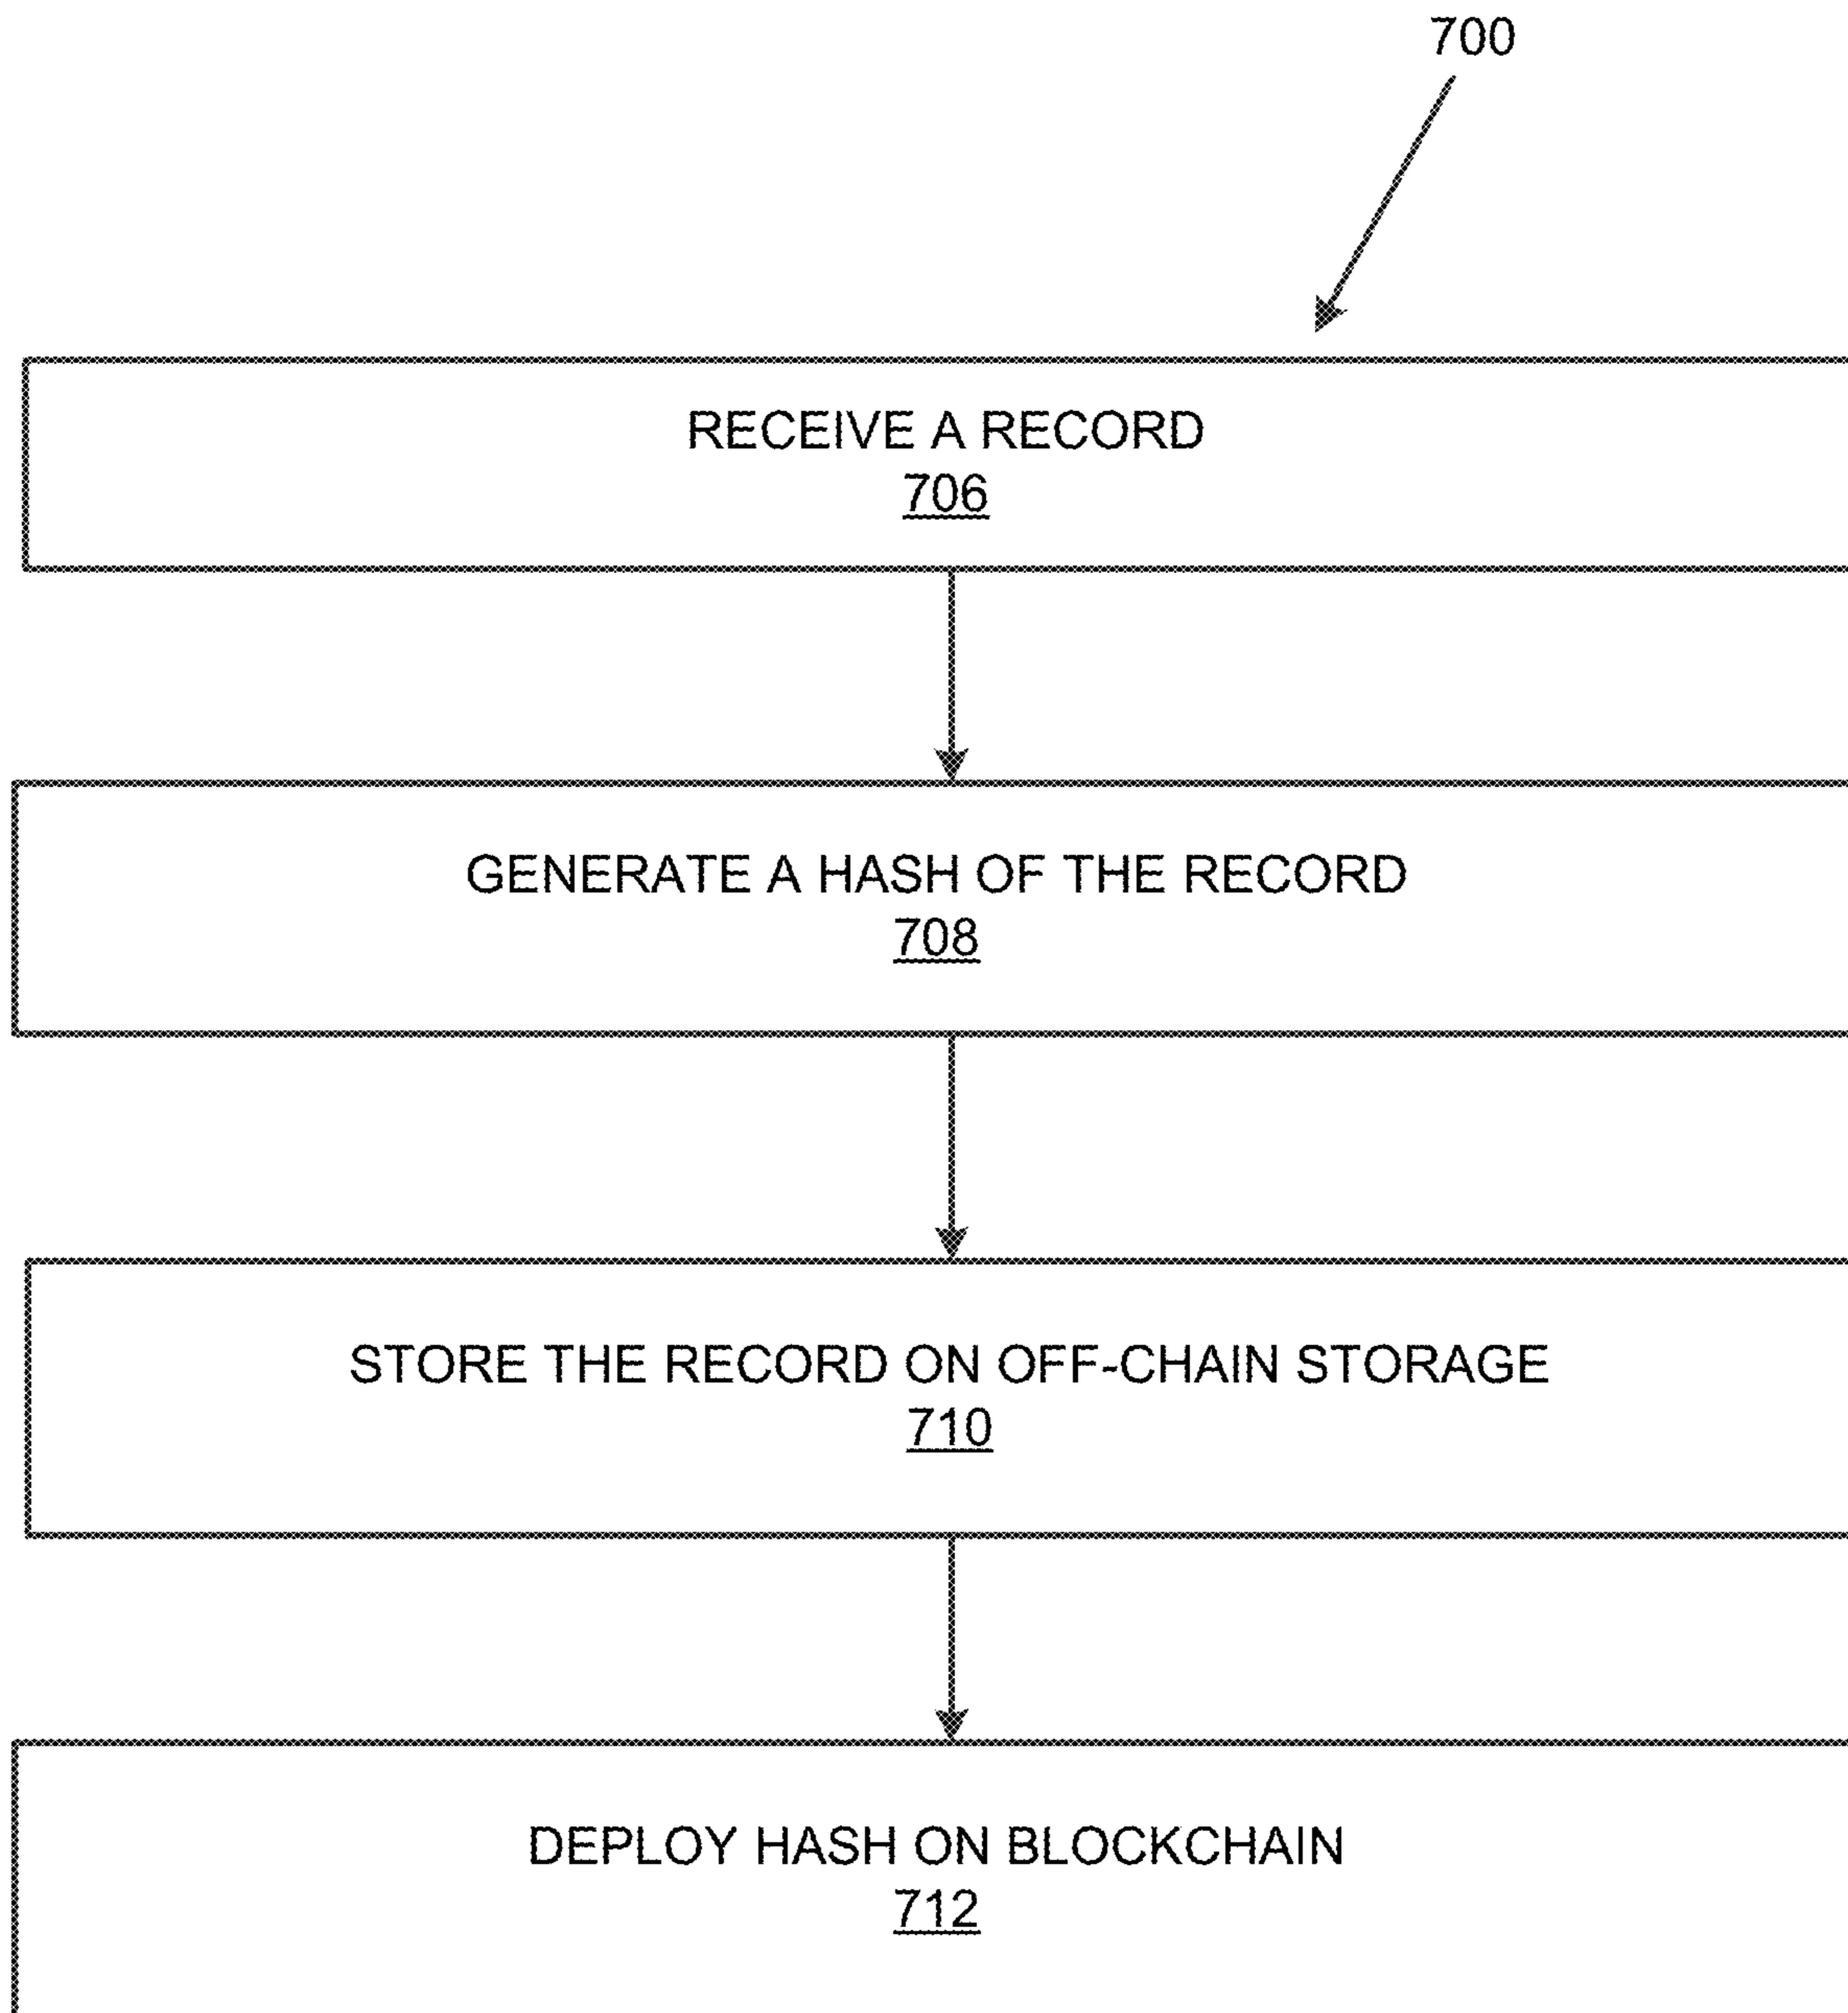 700
RECEIVE A RECORD
706
GENERATE A HASH OF THE RECORD
708
STORE THE RECORD ON OFF-CHAIN STORAGE
710
DEPLOY HASH ON BLOCKCHAIN
712